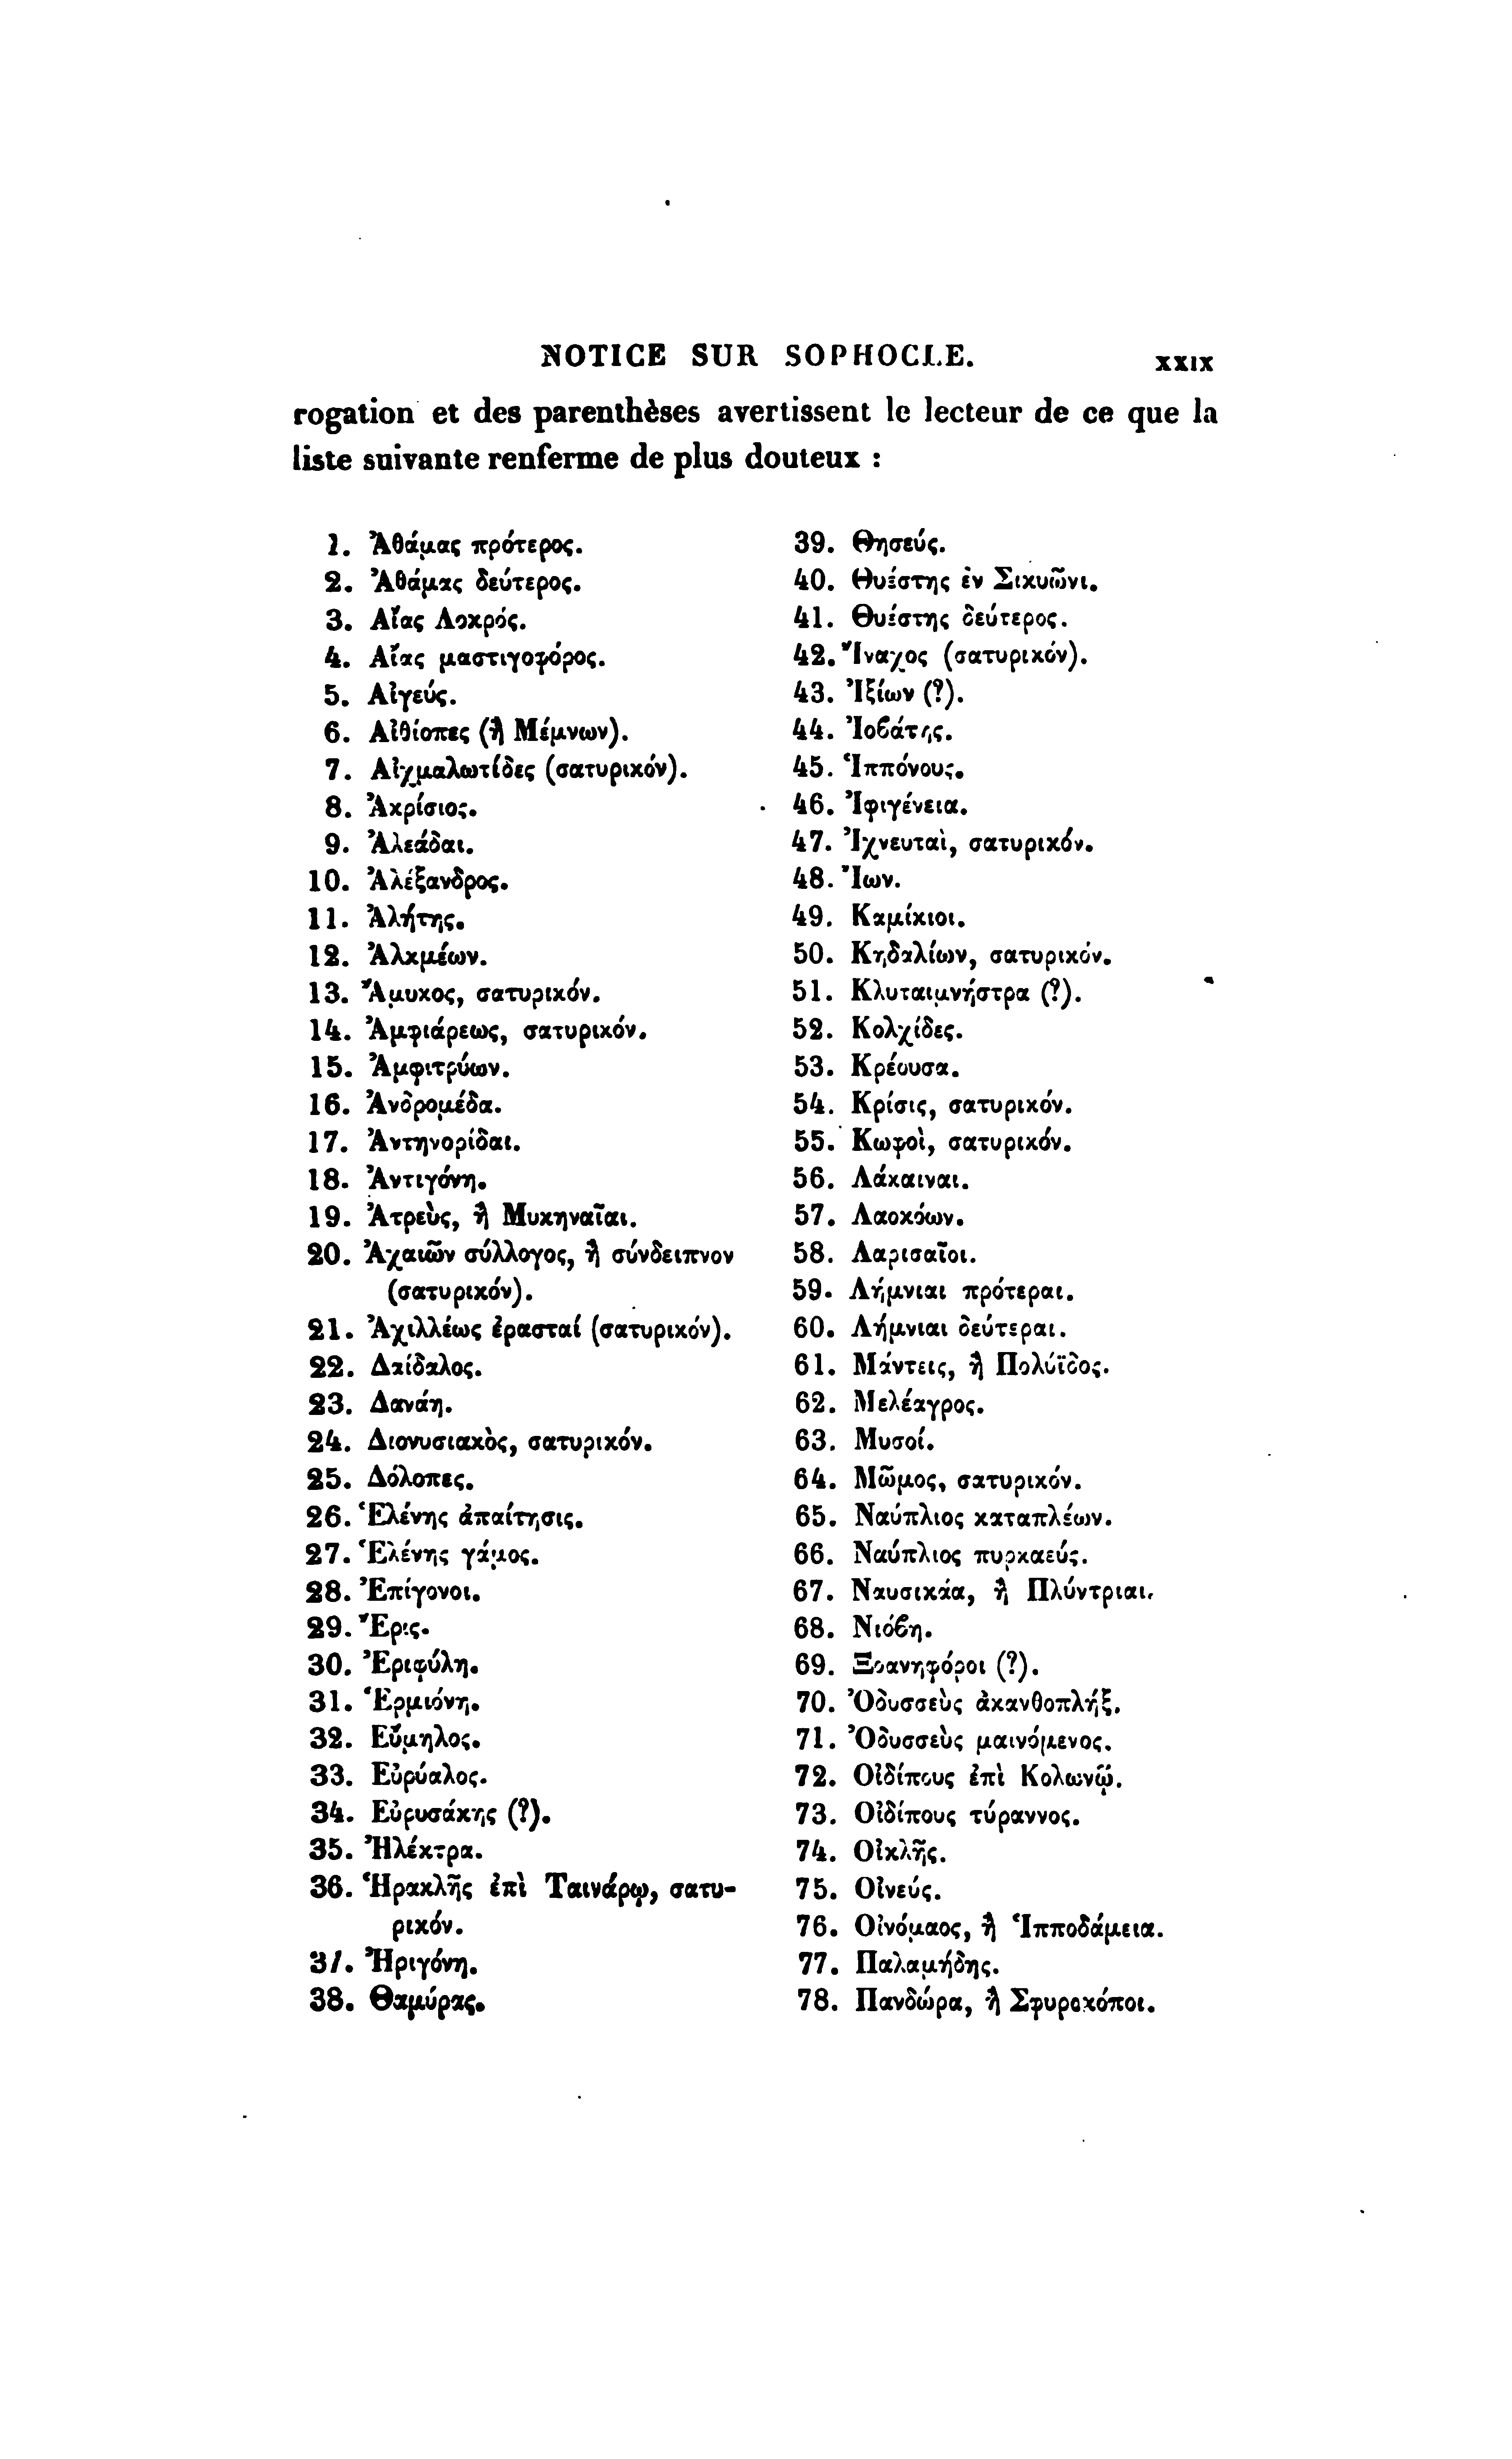 NOTICE SUR SOPHOCLE. XXIX
rogation et des parenthèses avertissent le lecteur de ce que la
liste suivante renferme de plus douteux :
1. Ἀθάμας πρότερος.
2. Ἀθάμας δεύτερος.
3. Αἴας Λοκρός.
4. Αἴας μαστιγοφόρος.
5. Αἰγεύς.
6. Αἰθίοπες (ἢ Μέμνων).
7. Αἰχμαλωτίδες (σατυρικόν).
8. Ἀκρίσιος.
9. Ἀλεάδαι.
10. Ἀλέξανδρος.
11. Ἀλήτης.
12. Ἀλκμέων.
13. Ἄμυκος, σατυρικόν.
14. Ἀμφιάρεως, σατυρικόν.
15. Ἀμφιτρύων.
16. Ἀνδρομέδα.
17. Ἀντηνορίδαι.
18. Ἀντιγόνη.
19. Ἀτρεὺς, ἢ Μυκηναῖαι.
20. Ἀχαιῶν σύλλογος, ἢ σύνδειπνον
(σατυρικόν).
21. Ἀχιλλέως ἐρασταί (σατυρικόν).
22. Δαίδαλος.
23. Δανάη.
24. Διονυσιακὸς, σατυρικόν.
25. Δόλοπες.
26. Ἑλένης ἀπαίτησις.
27. Ἑλένης γάμος.
28. Ἐπίγονοι.
29. Ἔρις.
30. Ἐριφύλη.
31. Ἑρμιόνη.
32. Εὔμηλος.
33. Εὐρύαλος.
34. Εὐρυσάκης (?).
35. Ἠλέκτρα.
36. Ἡρακλῆς ἐπὶ Ταινάρῳ, σατυ-
ρικόν.
37. Ἠριγόνη.
38. Θαμύρας.
39. Θησεύς.
40. Θυέστης ἐν Σικυῶνι.
41. Θυέστης δεύτερος.
42. Ἴναχος (σατυρικόν).
43. Ἰξίων (?).
44. Ἰοϐάτης.
45. Ἱππόνους.
46. Ἰφιγένεια.
47. Ἰχνευταὶ, σατυρικόν.
48. Ἴων.
49. Καμίκιοι.
50. Κηδαλίων, σατυρικόν.
51. Κλυταιμνήστρα (?).
52. Κολχίδες.
53. Κρέουσα.
54. Κρίσις, σατυρικόν.
55. Κωφοὶ, σατυρικόν.
56. Λάκαιναι.
57. Λαοκόων.
58. Λαρισαῖοι.
59. Λήμνιαι πρότεραι.
60. Λήμνιαι δεύτεραι.
61. Μάντεις, ἢ Πολύϊδος.
62. Μελέαγρος.
63. Μυσοί.
64. Μῶμος, σατυρικόν.
65. Ναύπλιος καταπλέων.
66. Ναύπλιος πυρκαεύς.
67. Ναυσικάα, ἢ Πλύντριαι.
68. Νιόϐη.
69. Ξοανηφόροι (?).
70. Ὀδυσσεὺς ἀκανθοπλήξ.
71. Ὀδυσσεὺς μαινόμενος.
72. Οἰδίπους ἐπὶ Κολωνῷ.
73. Οἰδίπους τύραννος.
74. Οἰκλῆς.
75. Οἰνεύς.
76. Οἰνόμαος, ἢ Ἱπποδάμεια.
77. Παλαμήδης.
78. Πανδώρα, ἢ Σφυροκόποι.